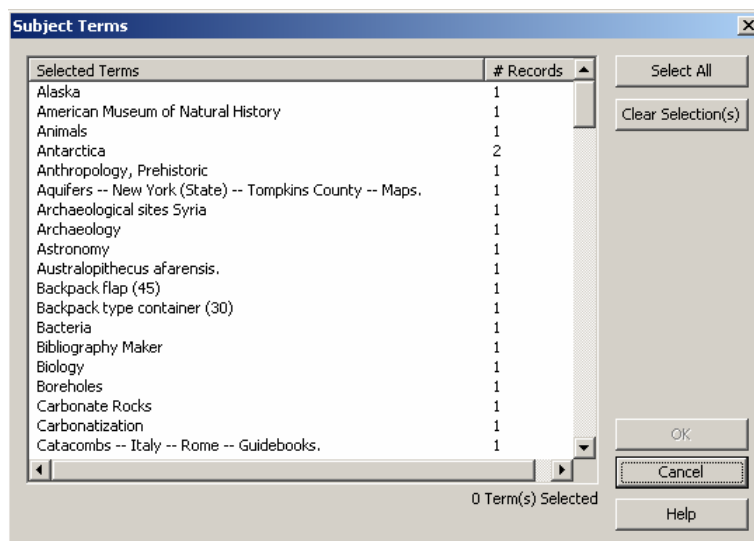 Subject Terms
Selected Terms # Records
Alaska 1
American Museum of Natural History 1
Animals 1
Antarctica 2
Anthropology, Prehistoric 1
Aquifers -- New York (State) -- Tompkins County -- Maps. 1
Archaeological sites Syria 1
Archaeology 1
Astronomy 1
Australopithecus afarensis. 1
Backpack flap (45) 1
Backpack type container (30) 1
Bacteria 1
Bibliography Maker 1
Biology 1
Boreholes 1
Carbonate Rocks 1
Carbonatization 1
Catacombs -- Italy -- Rome -- Guidebooks. 1
0 Term(s) Selected
Select All
Clear Selection(s)
OK
Cancel
Help